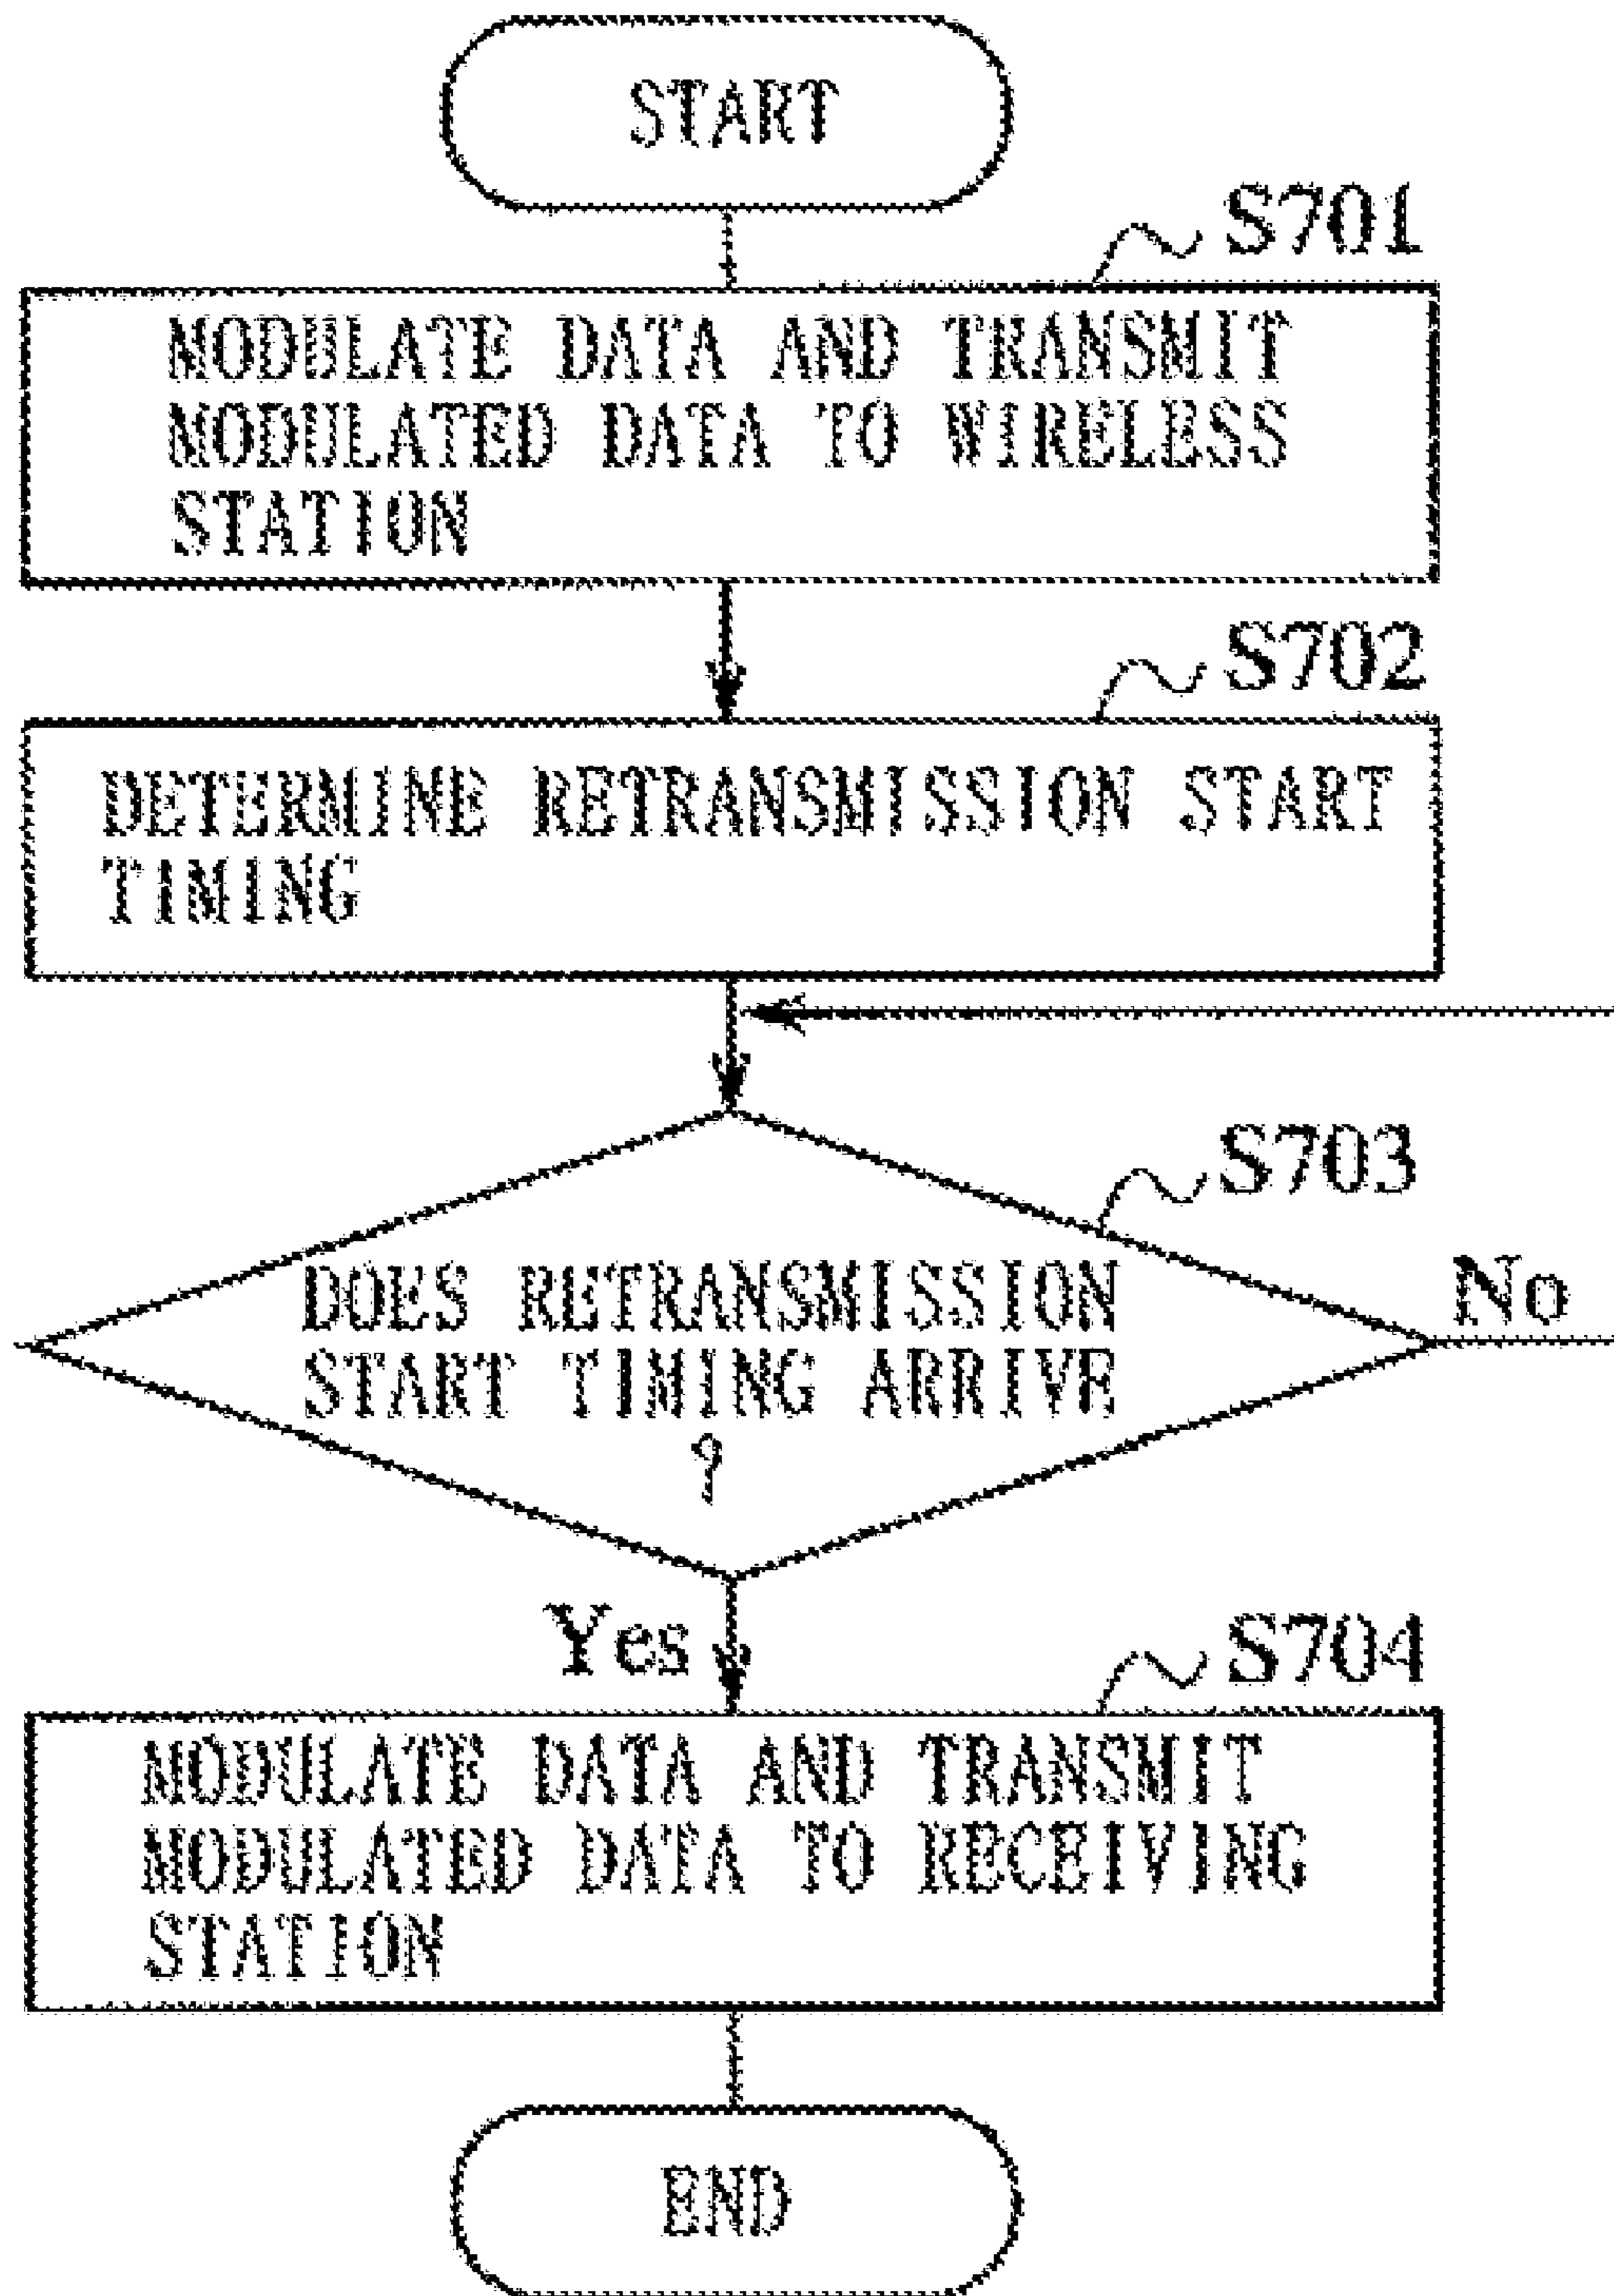 START
S701
MODULATE DATA AND TRANSMIT
MODULATED DATA TO WIRELESS
STATION
S702
DETERMINE RETRANSMISSION START
TIMING
S703
DOES RETRANSMISSION
START TIMING ARRIVE
?
No
Yes
S704
MODULATE DATA AND TRANSMIT
MODULATED DATA TO RECEIVING
STATION
END